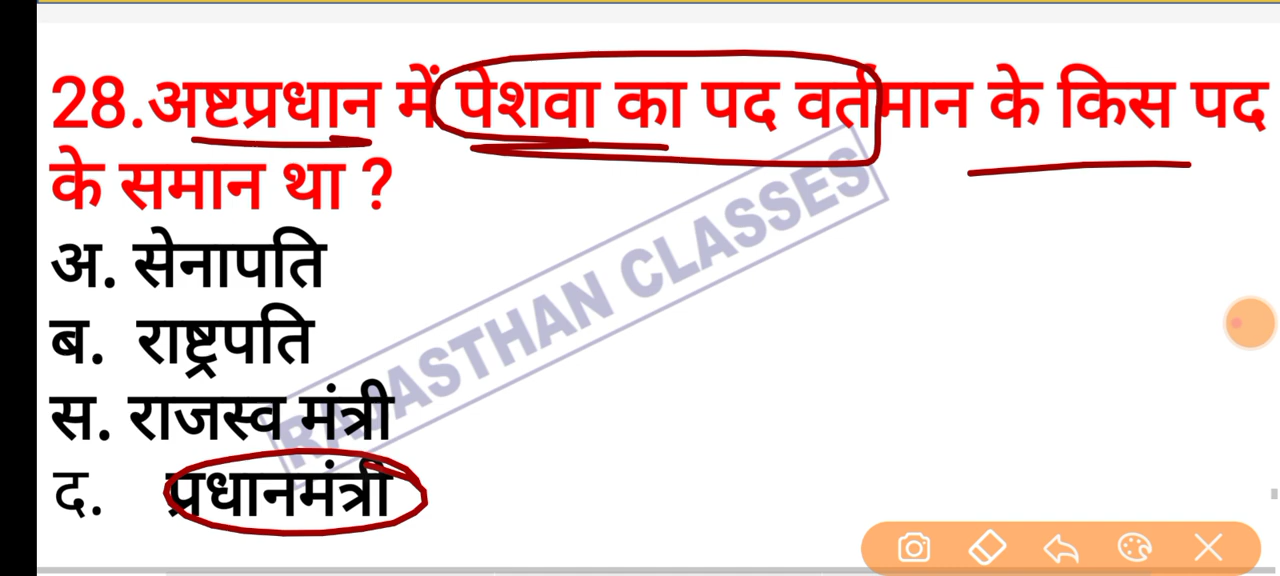 28.अष्टप्रधान में पेशवा का पद वर्तमान के किस पद
के समान था ?
अ. सेनापति
ब. राष्ट्रपति
स. राजस्व मंत्री
द. प्रधानमंत्री
RAJASTHAN CLASSES